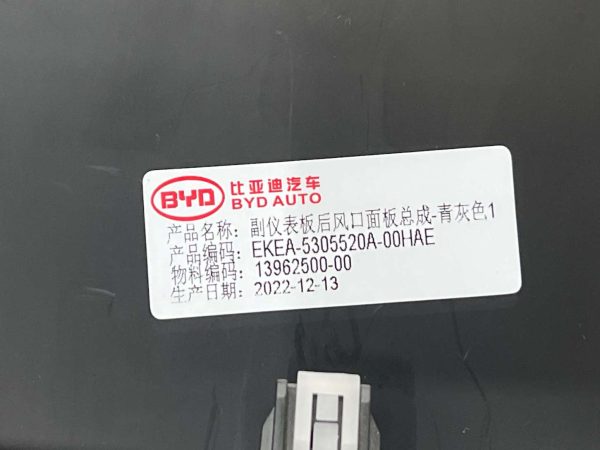 BYD 比亚迪汽车
BYD AUTO
产品名称：副仪表板后风口面板总成-青灰色1
产品编码：EKEA-5305520A-00HAE
物料编码：13962500-00
生产日期：2022-12-13